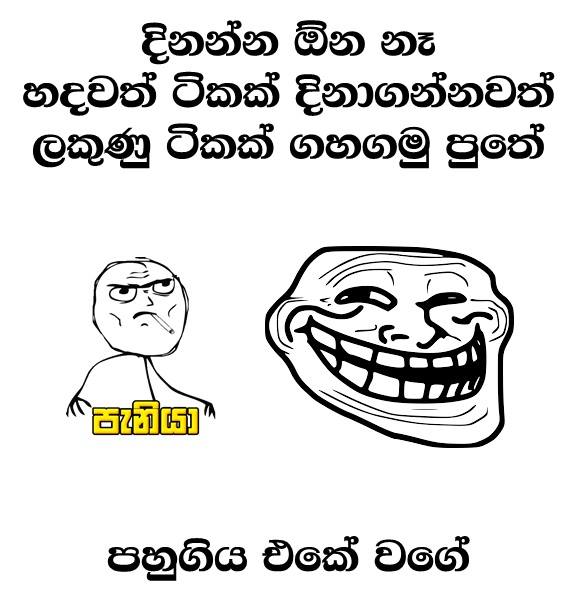 දිනන්න ඕන නෑ
හදවත් ටිකක් දිනාගන්නවත්
ලකුණු ටිකක් ගහගමු පුතේ
පැනියා
පහුගිය එකේ වගේ